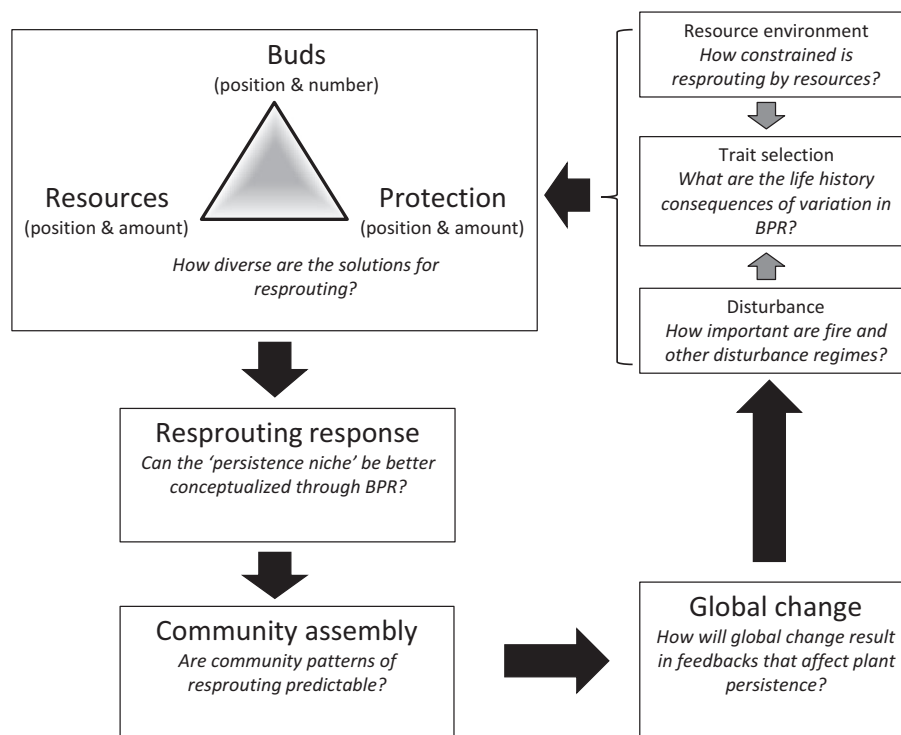 Buds
(position & number)
Resources
(position & amount)
Protection
(position & amount)
How diverse are the solutions for
resprouting?
Resource environment
How constrained is
resprouting by resources?
Trait selection
What are the life history
consequences of variation in
BPR?
Disturbance
How important are fire and
other disturbance regimes?
Resprouting response
Can the ‘persistence niche’ be better
conceptualized through BPR?
Community assembly
Are community patterns of
resprouting predictable?
Global change
How will global change result
in feedbacks that affect plant
persistence?